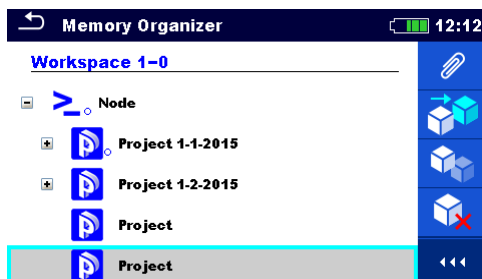 Memory Organizer 12:12
Workspace 1-0
Node
Project 1-1-2015
Project 1-2-2015
Project
Project